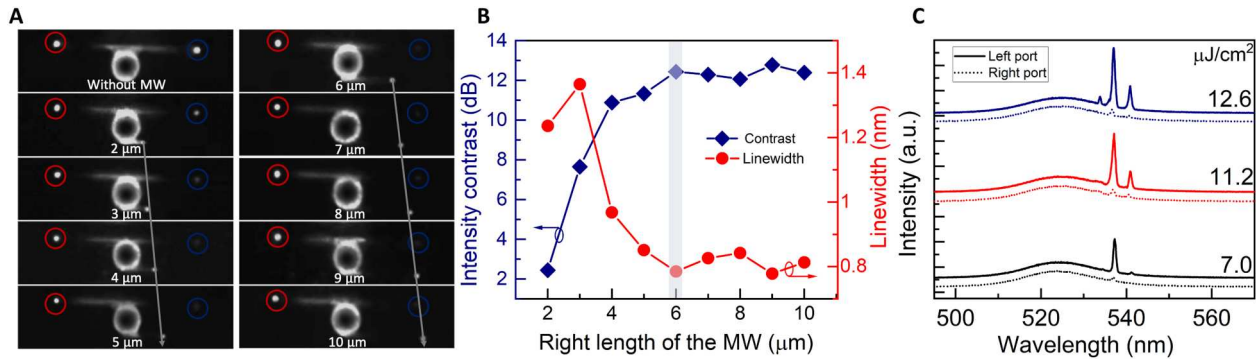 A
Without MW
2 μm
3 μm
4 μm
5 μm
6 μm
7 μm
8 μm
9 μm
10 μm
B
Intensity contrast (dB)
14
12
10
8
6
4
2
Contrast
Linewidth
1.4
1.2
1
0.8
Linewidth (nm)
2 4 6 8 10
Right length of the MW (μm)
C
Intensity (a.u.)
Left port
Right port
μJ/cm²
12.6
11.2
7.0
500 520 540 560
Wavelength (nm)